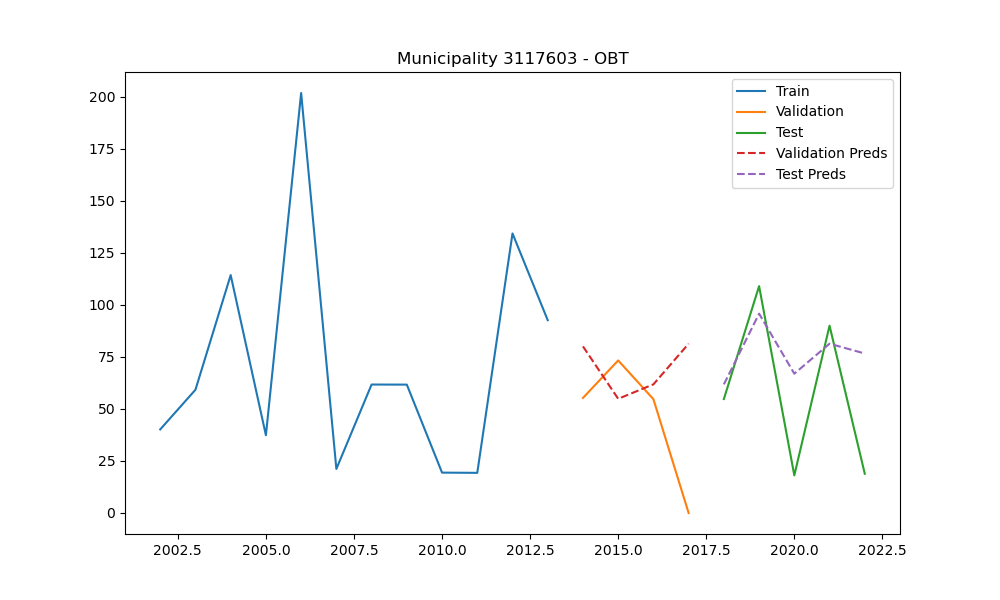 Municipality 3117603 - OBT
Train
Validation
Test
Validation Preds
Test Preds
200
175
150
125
100
75
50
25
0
2002.5 2005.0 2007.5 2010.0 2012.5 2015.0 2017.5 2020.0 2022.5